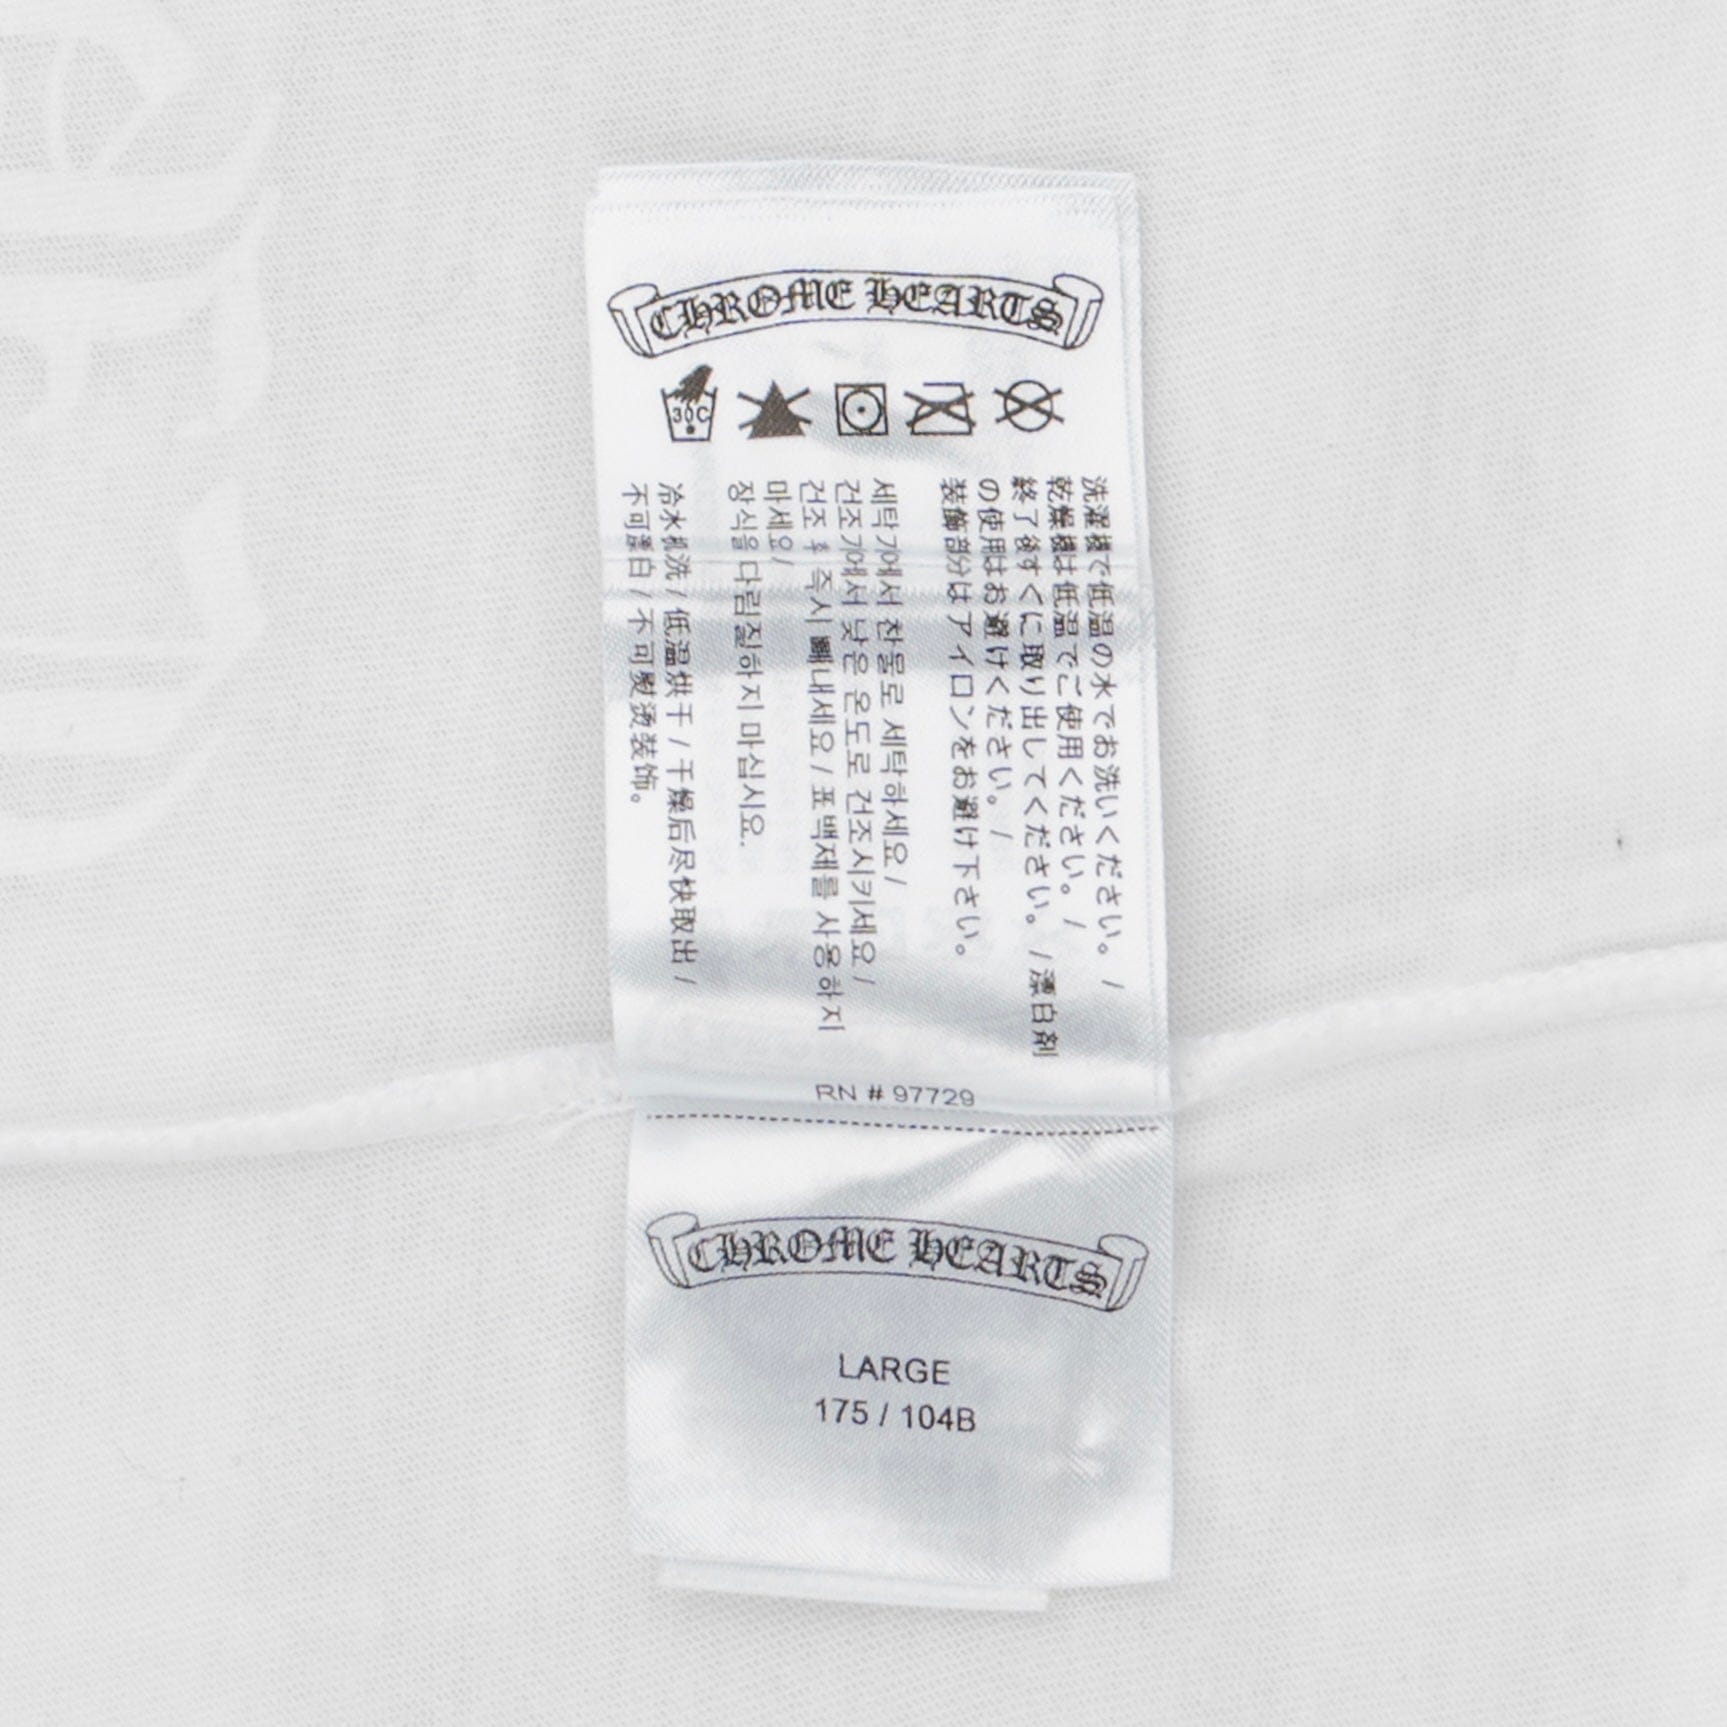 CHROME HEARTS
30C
洗濯機で低温の水でお洗いください。 /
乾燥機は低温でご使用ください。 /
終了後すぐに取り出してください。 / 漂白剤
の使用はお避けください。 /
装飾部分は アイロンをお避け下さい。
세탁기에서 찬물로 세탁하세요 /
건조기에서 낮은 온도로 건조시키세요 /
건조 후 즉시 빼내세요 / 표백제를 사용하지
마세요 /
장식을 다림질하지 마십시요.
冷水机洗 / 低温烘干 / 干燥后尽快取出 /
不可漂白 / 不可熨烫装饰。
RN # 97729
CHROME HEARTS
LARGE
175 / 104B